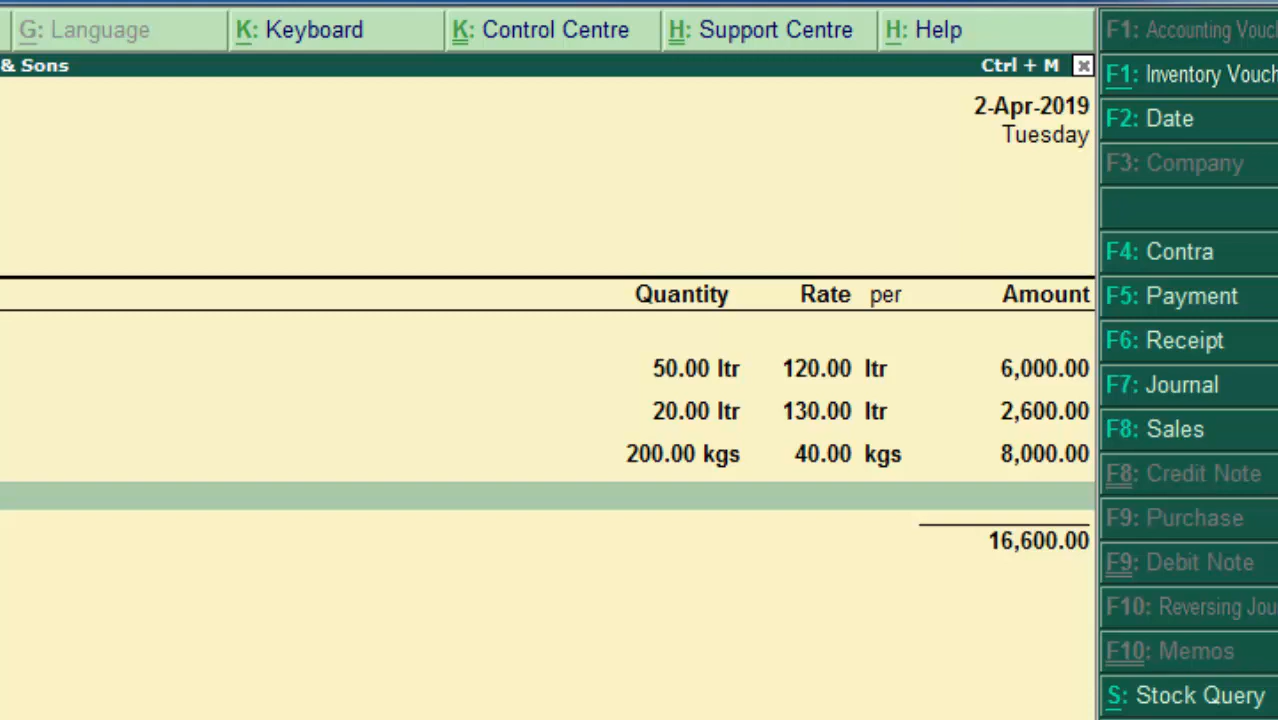 G: Language K: Keyboard K: Control Centre H: Support Centre H: Help
& Sons Ctrl + M
2-Apr-2019
Tuesday
Quantity Rate per Amount
50.00 ltr 120.00 ltr 6,000.00
20.00 ltr 130.00 ltr 2,600.00
200.00 kgs 40.00 kgs 8,000.00
16,600.00
F1: Accounting Vouch
F1: Inventory Vouch
F2: Date
F3: Company
F4: Contra
F5: Payment
F6: Receipt
F7: Journal
F8: Sales
F8: Credit Note
F9: Purchase
F9: Debit Note
F10: Reversing Jou
F10: Memos
S: Stock Query